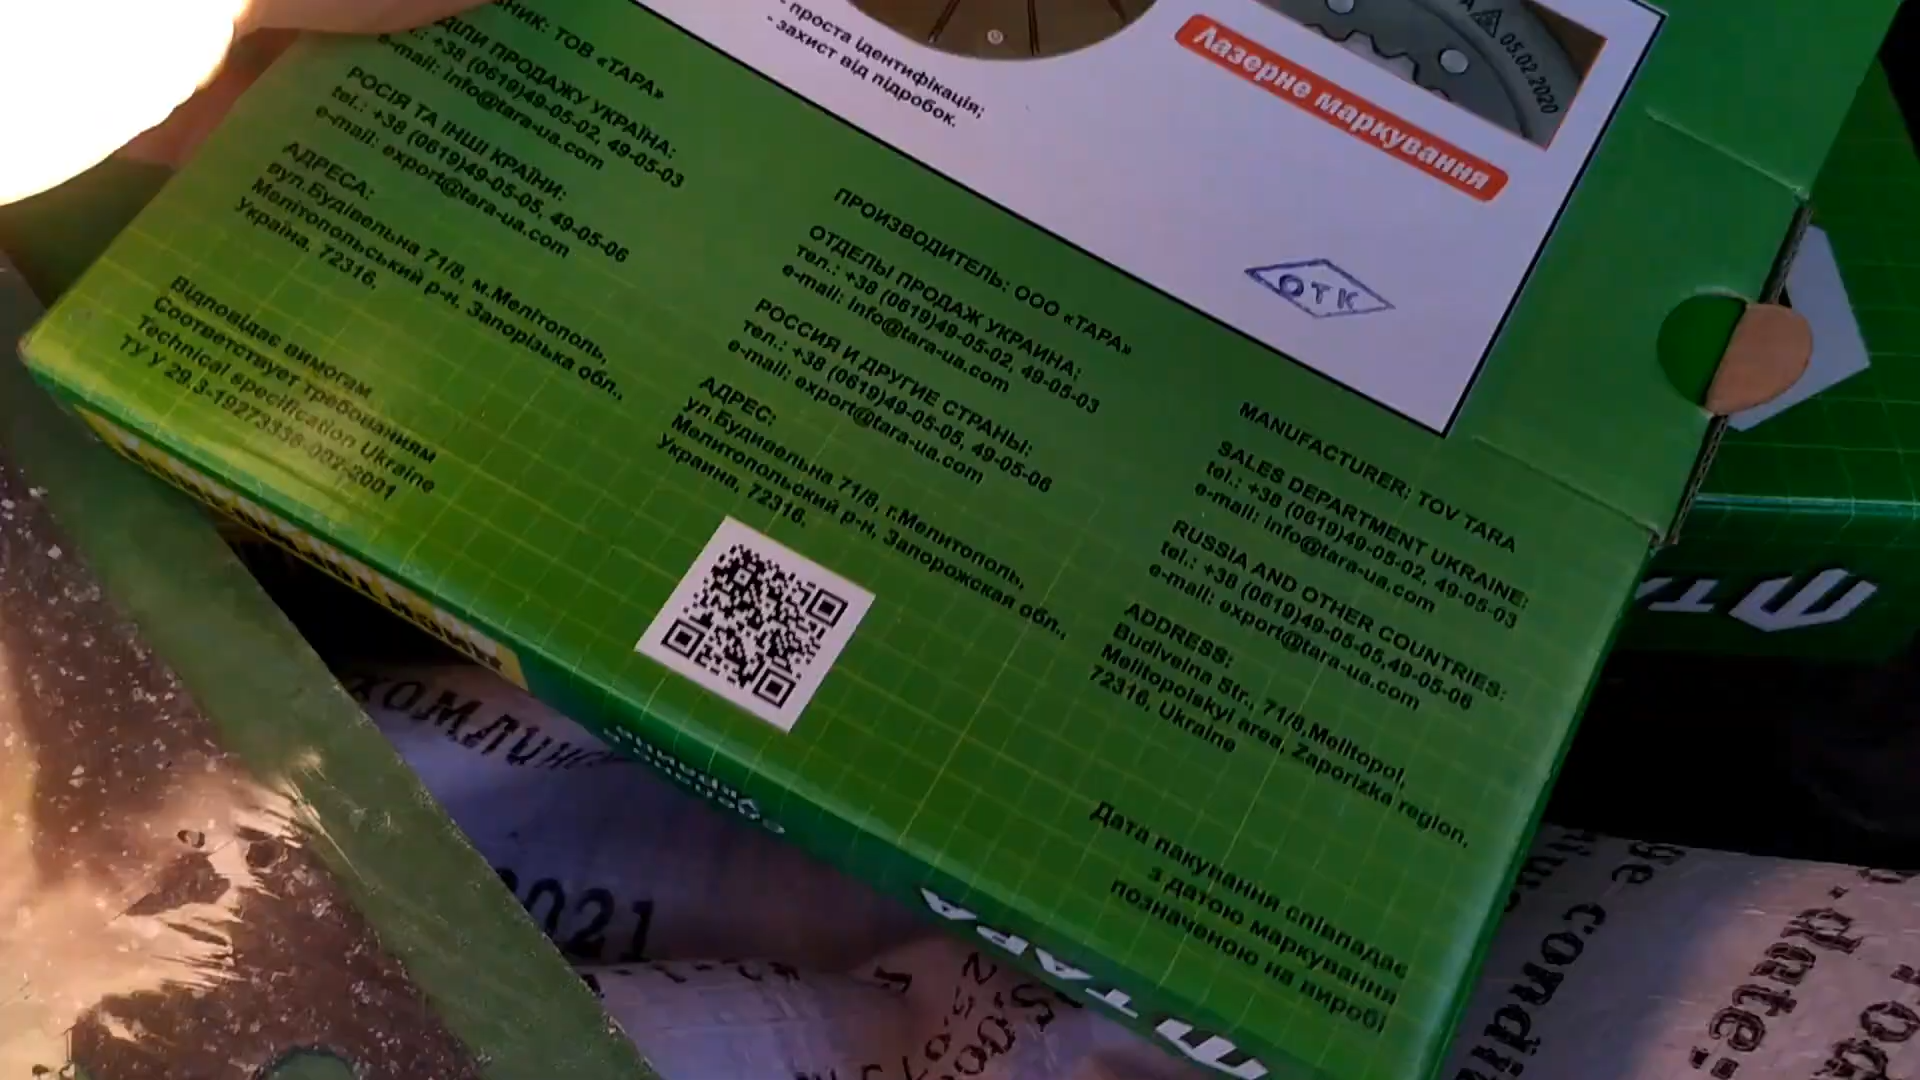 - проста ідентифікація;
- захист від підробок.
Лазерне маркування
05.02.2020
ОТК
ТОВ «ТАРА»
ПРОДАЖУ УКРАЇНА:
+38 (0619)49-05-02, 49-05-03
e-mail: info@tara-ua.com
РОСІЯ ТА ІНШІ КРАЇНИ:
tel.: +38 (0619)49-05-05, 49-05-06
e-mail: export@tara-ua.com
АДРЕСА:
вул.Будівельна 71/8, м.Мелітополь,
Мелітопольський р-н, Запорізька обл.,
Україна, 72316.
Відповідає вимогам
Соответствует требованиям
Technical specification Ukraine
ТУ У 29.3-19273338-002-2001
ПРОИЗВОДИТЕЛЬ: ООО «ТАРА»
ОТДЕЛЫ ПРОДАЖ УКРАИНА:
тел.: +38 (0619)49-05-02, 49-05-03
e-mail: info@tara-ua.com
РОССИЯ И ДРУГИЕ СТРАНЫ:
тел.: +38 (0619)49-05-05, 49-05-06
e-mail: export@tara-ua.com
АДРЕС:
ул.Будивельна 71/8, г.Мелитополь,
Мелитопольский р-н, Запорожская обл.,
Украина, 72316.
MANUFACTURER: TOV TARA
SALES DEPARTMENT UKRAINE:
tel.: +38 (0619)49-05-02, 49-05-03
e-mail: info@tara-ua.com
RUSSIA AND OTHER COUNTRIES:
tel.: +38 (0619)49-05-05,49-05-06
e-mail: export@tara-ua.com
ADDRESS:
Budivelna Str., 71/8,Melitopol,
Melitopolskyi area, Zaporizka region,
72316, Ukraine
Дата пакування співпадає
з датою маркування
позначеною на виробі
ТАРА
2021
date: